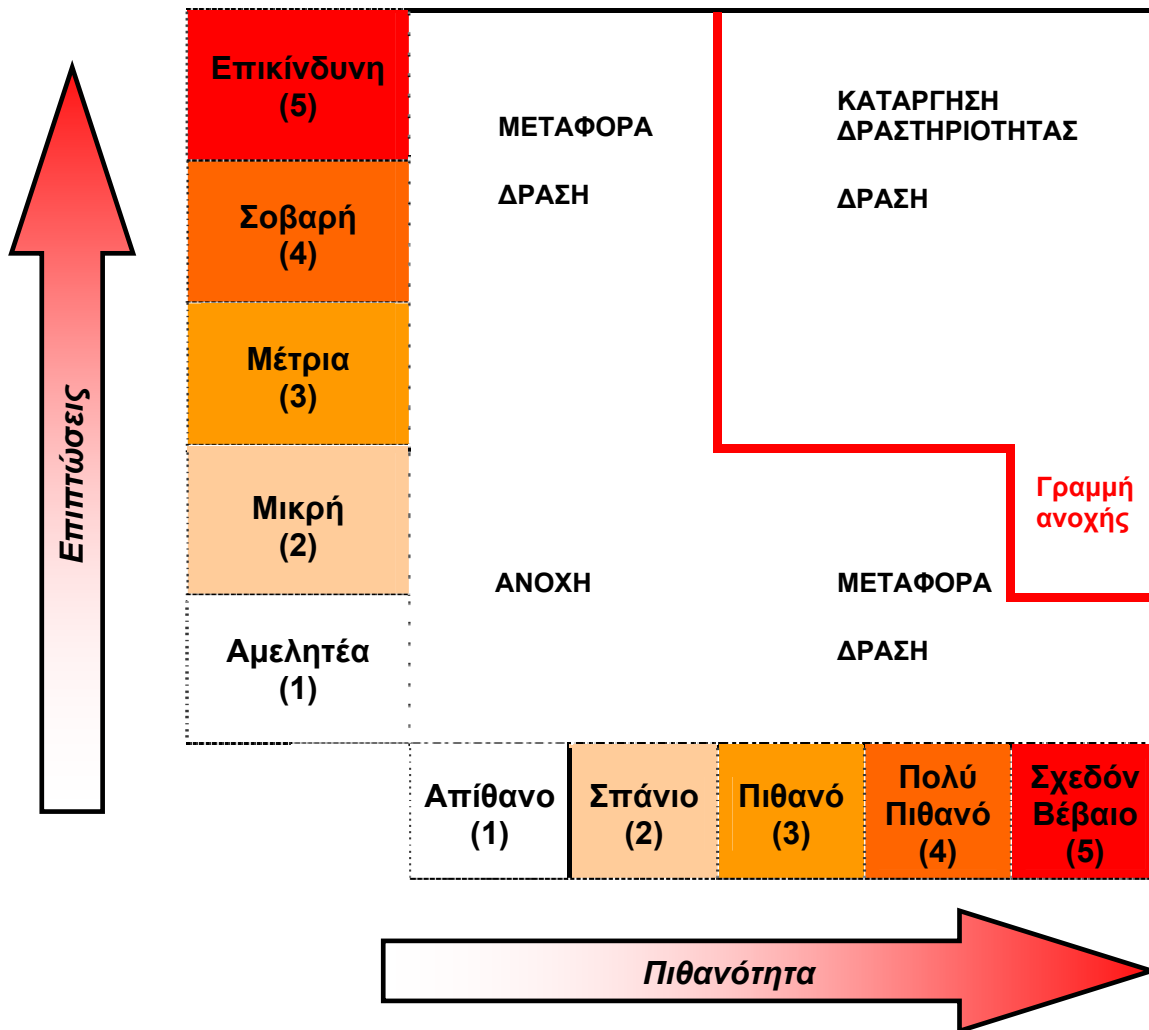 Επικίνδυνη
(5)
ΜΕΤΑΦΟΡΑ
ΔΡΑΣΗ
ΚΑΤΑΡΓΗΣΗ
ΔΡΑΣΤΗΡΙΟΤΗΤΑΣ
ΔΡΑΣΗ
Σοβαρή
(4)
Μέτρια
(3)
Επιπτώσεις
Μικρή
(2)
Γραμμή
ανοχής
ΑΝΟΧΗ
ΜΕΤΑΦΟΡΑ
ΔΡΑΣΗ
Αμελητέα
(1)
Απίθανο
(1)
Σπάνιο
(2)
Πιθανό
(3)
Πολύ
Πιθανό
(4)
Σχεδόν
Βέβαιο
(5)
Πιθανότητα